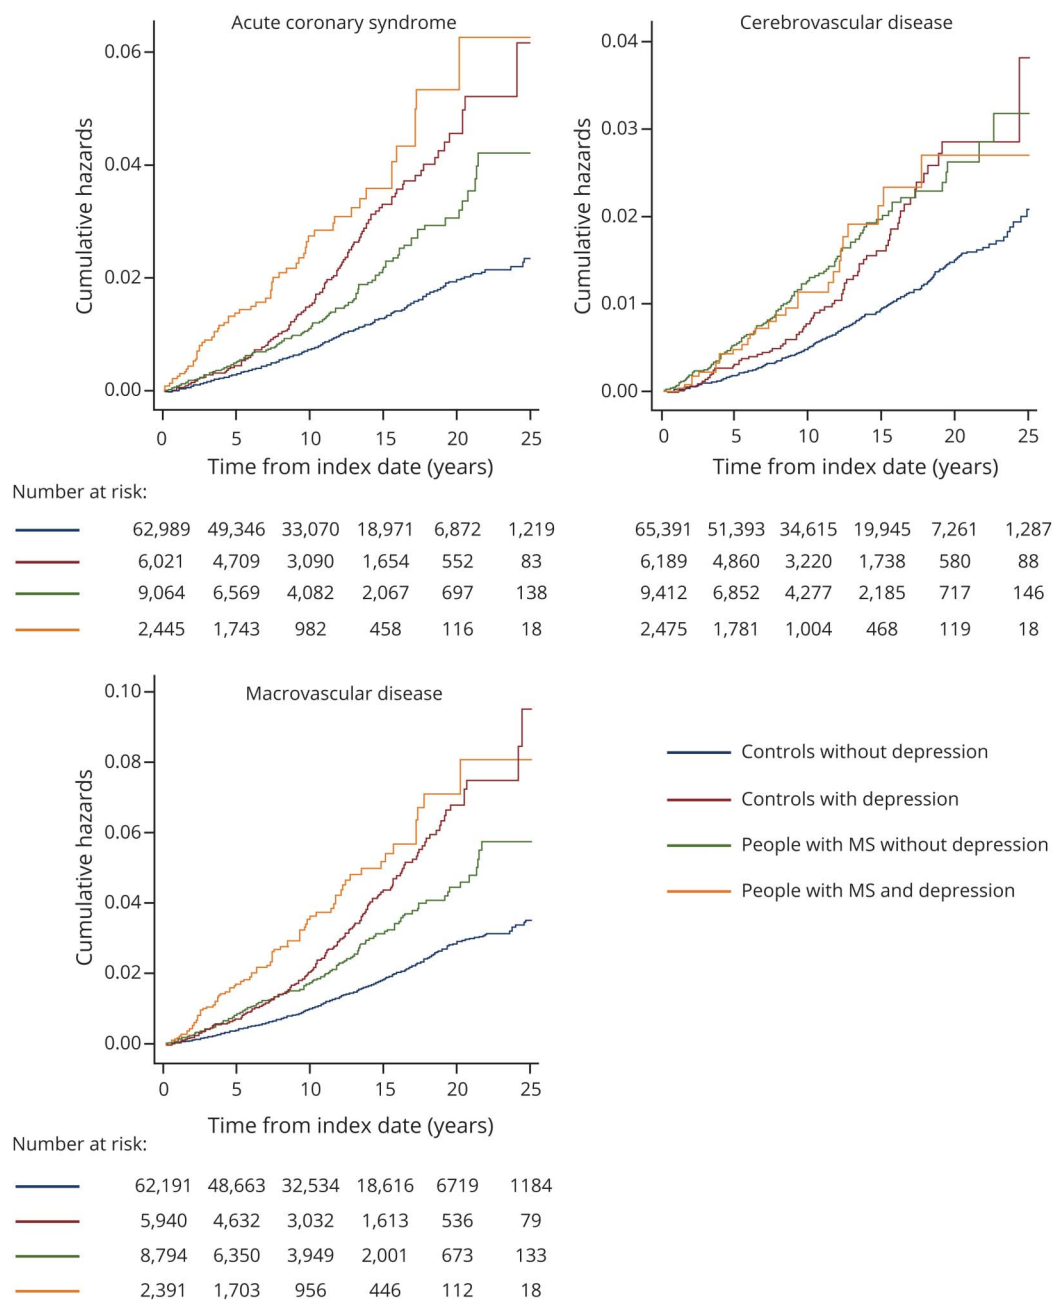 Acute coronary syndrome
Cumulative hazards
0.06
0.04
0.02
0.00
0 5 10 15 20 25
Time from index date (years)
Cerebrovascular disease
Cumulative hazards
0.04
0.03
0.02
0.01
0.00
0 5 10 15 20 25
Time from index date (years)
Number at risk:
62,989 49,346 33,070 18,971 6,872 1,219 65,391 51,393 34,615 19,945 7,261 1,287
6,021 4,709 3,090 1,654 552 83 6,189 4,860 3,220 1,738 580 88
9,064 6,569 4,082 2,067 697 138 9,412 6,852 4,277 2,185 717 146
2,445 1,743 982 458 116 18 2,475 1,781 1,004 468 119 18
Macrovascular disease
Cumulative hazards
0.10
0.08
0.06
0.04
0.02
0.00
0 5 10 15 20 25
Time from index date (years)
Controls without depression
Controls with depression
People with MS without depression
People with MS and depression
Number at risk:
62,191 48,663 32,534 18,616 6719 1184
5,940 4,632 3,032 1,613 536 79
8,794 6,350 3,949 2,001 673 133
2,391 1,703 956 446 112 18